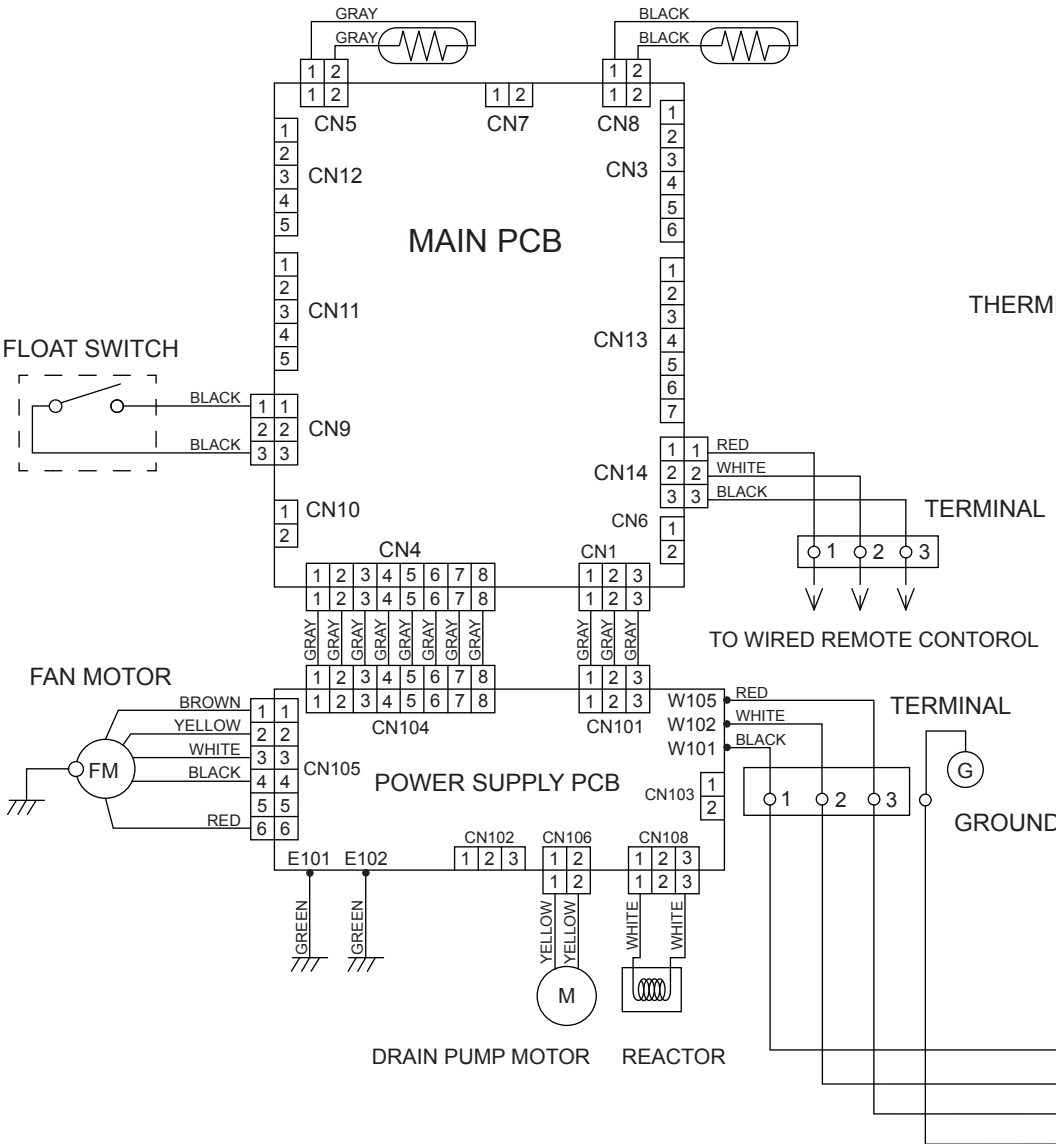 GRAY
GRAY
BLACK
BLACK
1 2
1 2
CN5
1 2
CN7
1 2
1 2
CN8
1
2
3
4
5
CN12
1
2
3
4
5
6
CN3
MAIN PCB
1
2
3
4
5
CN11
1
2
3
4
5
6
7
CN13
THERMI
FLOAT SWITCH
BLACK
BLACK
1 1
2 2
3 3
CN9
CN14
1 1
2 2
3 3
RED
WHITE
BLACK
CN10
1
2
CN6
1
2
TERMINAL
1 2 3
TO WIRED REMOTE CONTOROL
CN4
1 2 3 4 5 6 7 8
1 2 3 4 5 6 7 8
CN1
1 2 3
1 2 3
GRAY GRAY GRAY GRAY GRAY GRAY GRAY GRAY
GRAY GRAY GRAY
1 2 3 4 5 6 7 8
1 2 3 4 5 6 7 8
CN104
1 2 3
1 2 3
CN101
FAN MOTOR
FM
BROWN
YELLOW
WHITE
BLACK
RED
1 1
2 2
3 3
4 4
5 5
6 6
CN105
POWER SUPPLY PCB
W105
W102
W101
RED
WHITE
BLACK
TERMINAL
1 2 3
G
GROUND
CN103
1
2
E101 E102
GREEN
GREEN
CN102
1 2 3
CN106
1 2
1 2
CN108
1 2 3
1 2 3
YELLOW
YELLOW
WHITE
WHITE
M
DRAIN PUMP MOTOR
REACTOR